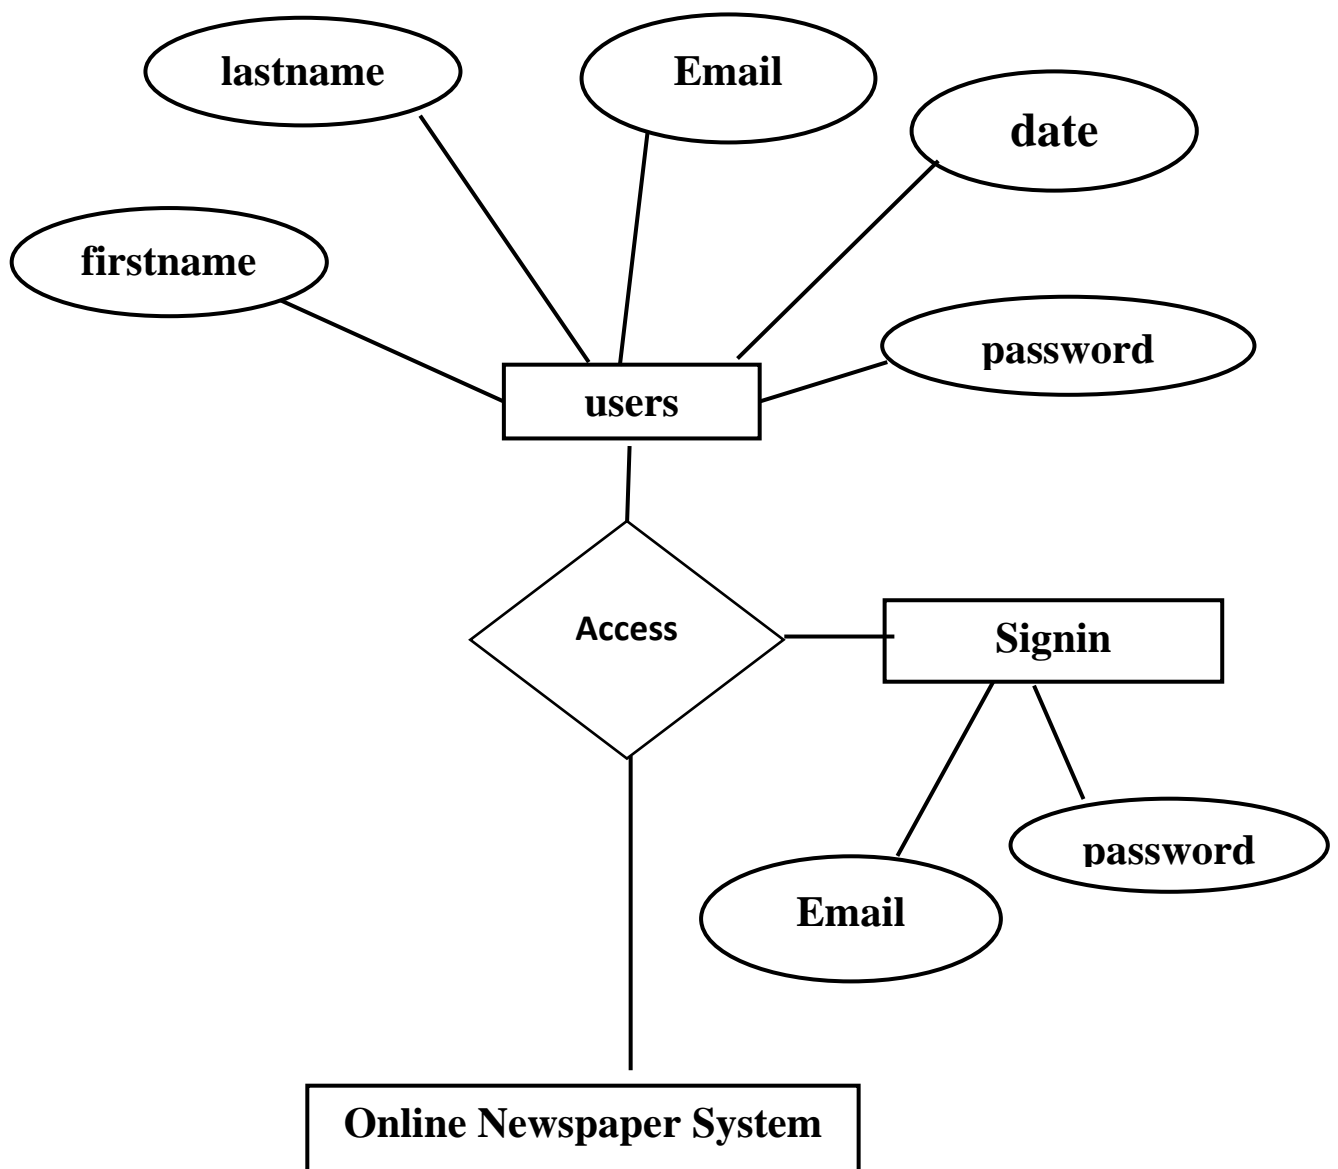 lastname
Email
date
firstname
password
users
Access
Signin
password
Email
Online Newspaper System